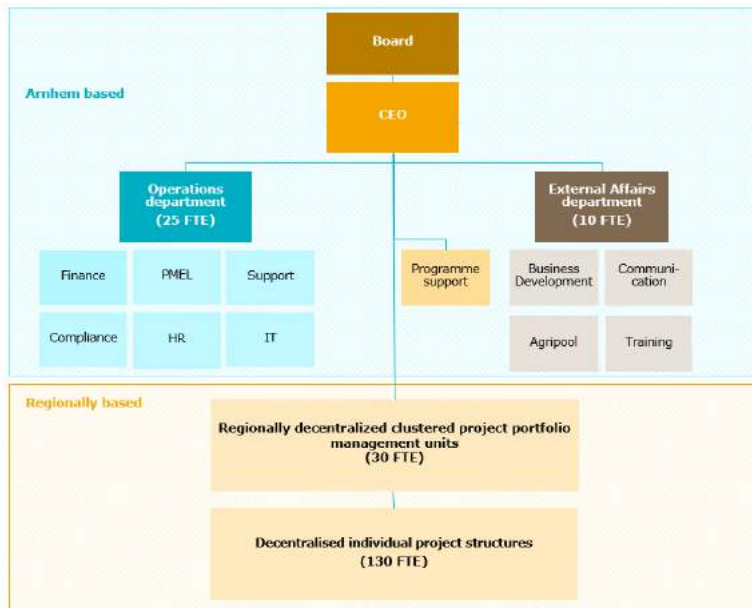 Board
Arnhem based
CEO
Operations
department
(25 FTE)
External Affairs
department
(10 FTE)
Finance
PMEL
Support
Programme
support
Business
Development
Communi-
cation
Compliance
HR
IT
Agripool
Training
Regionally based
Regionally decentralized clustered project portfolio
management units
(30 FTE)
Decentralised individual project structures
(130 FTE)